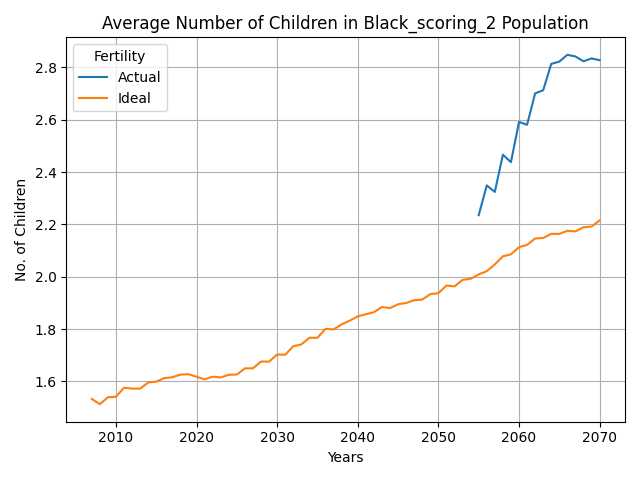 Average Number of Children in Black_scoring_2 Population
Fertility
Actual
Ideal
No. of Children
2.8
2.6
2.4
2.2
2.0
1.8
1.6
2010 2020 2030 2040 2050 2060 2070
Years